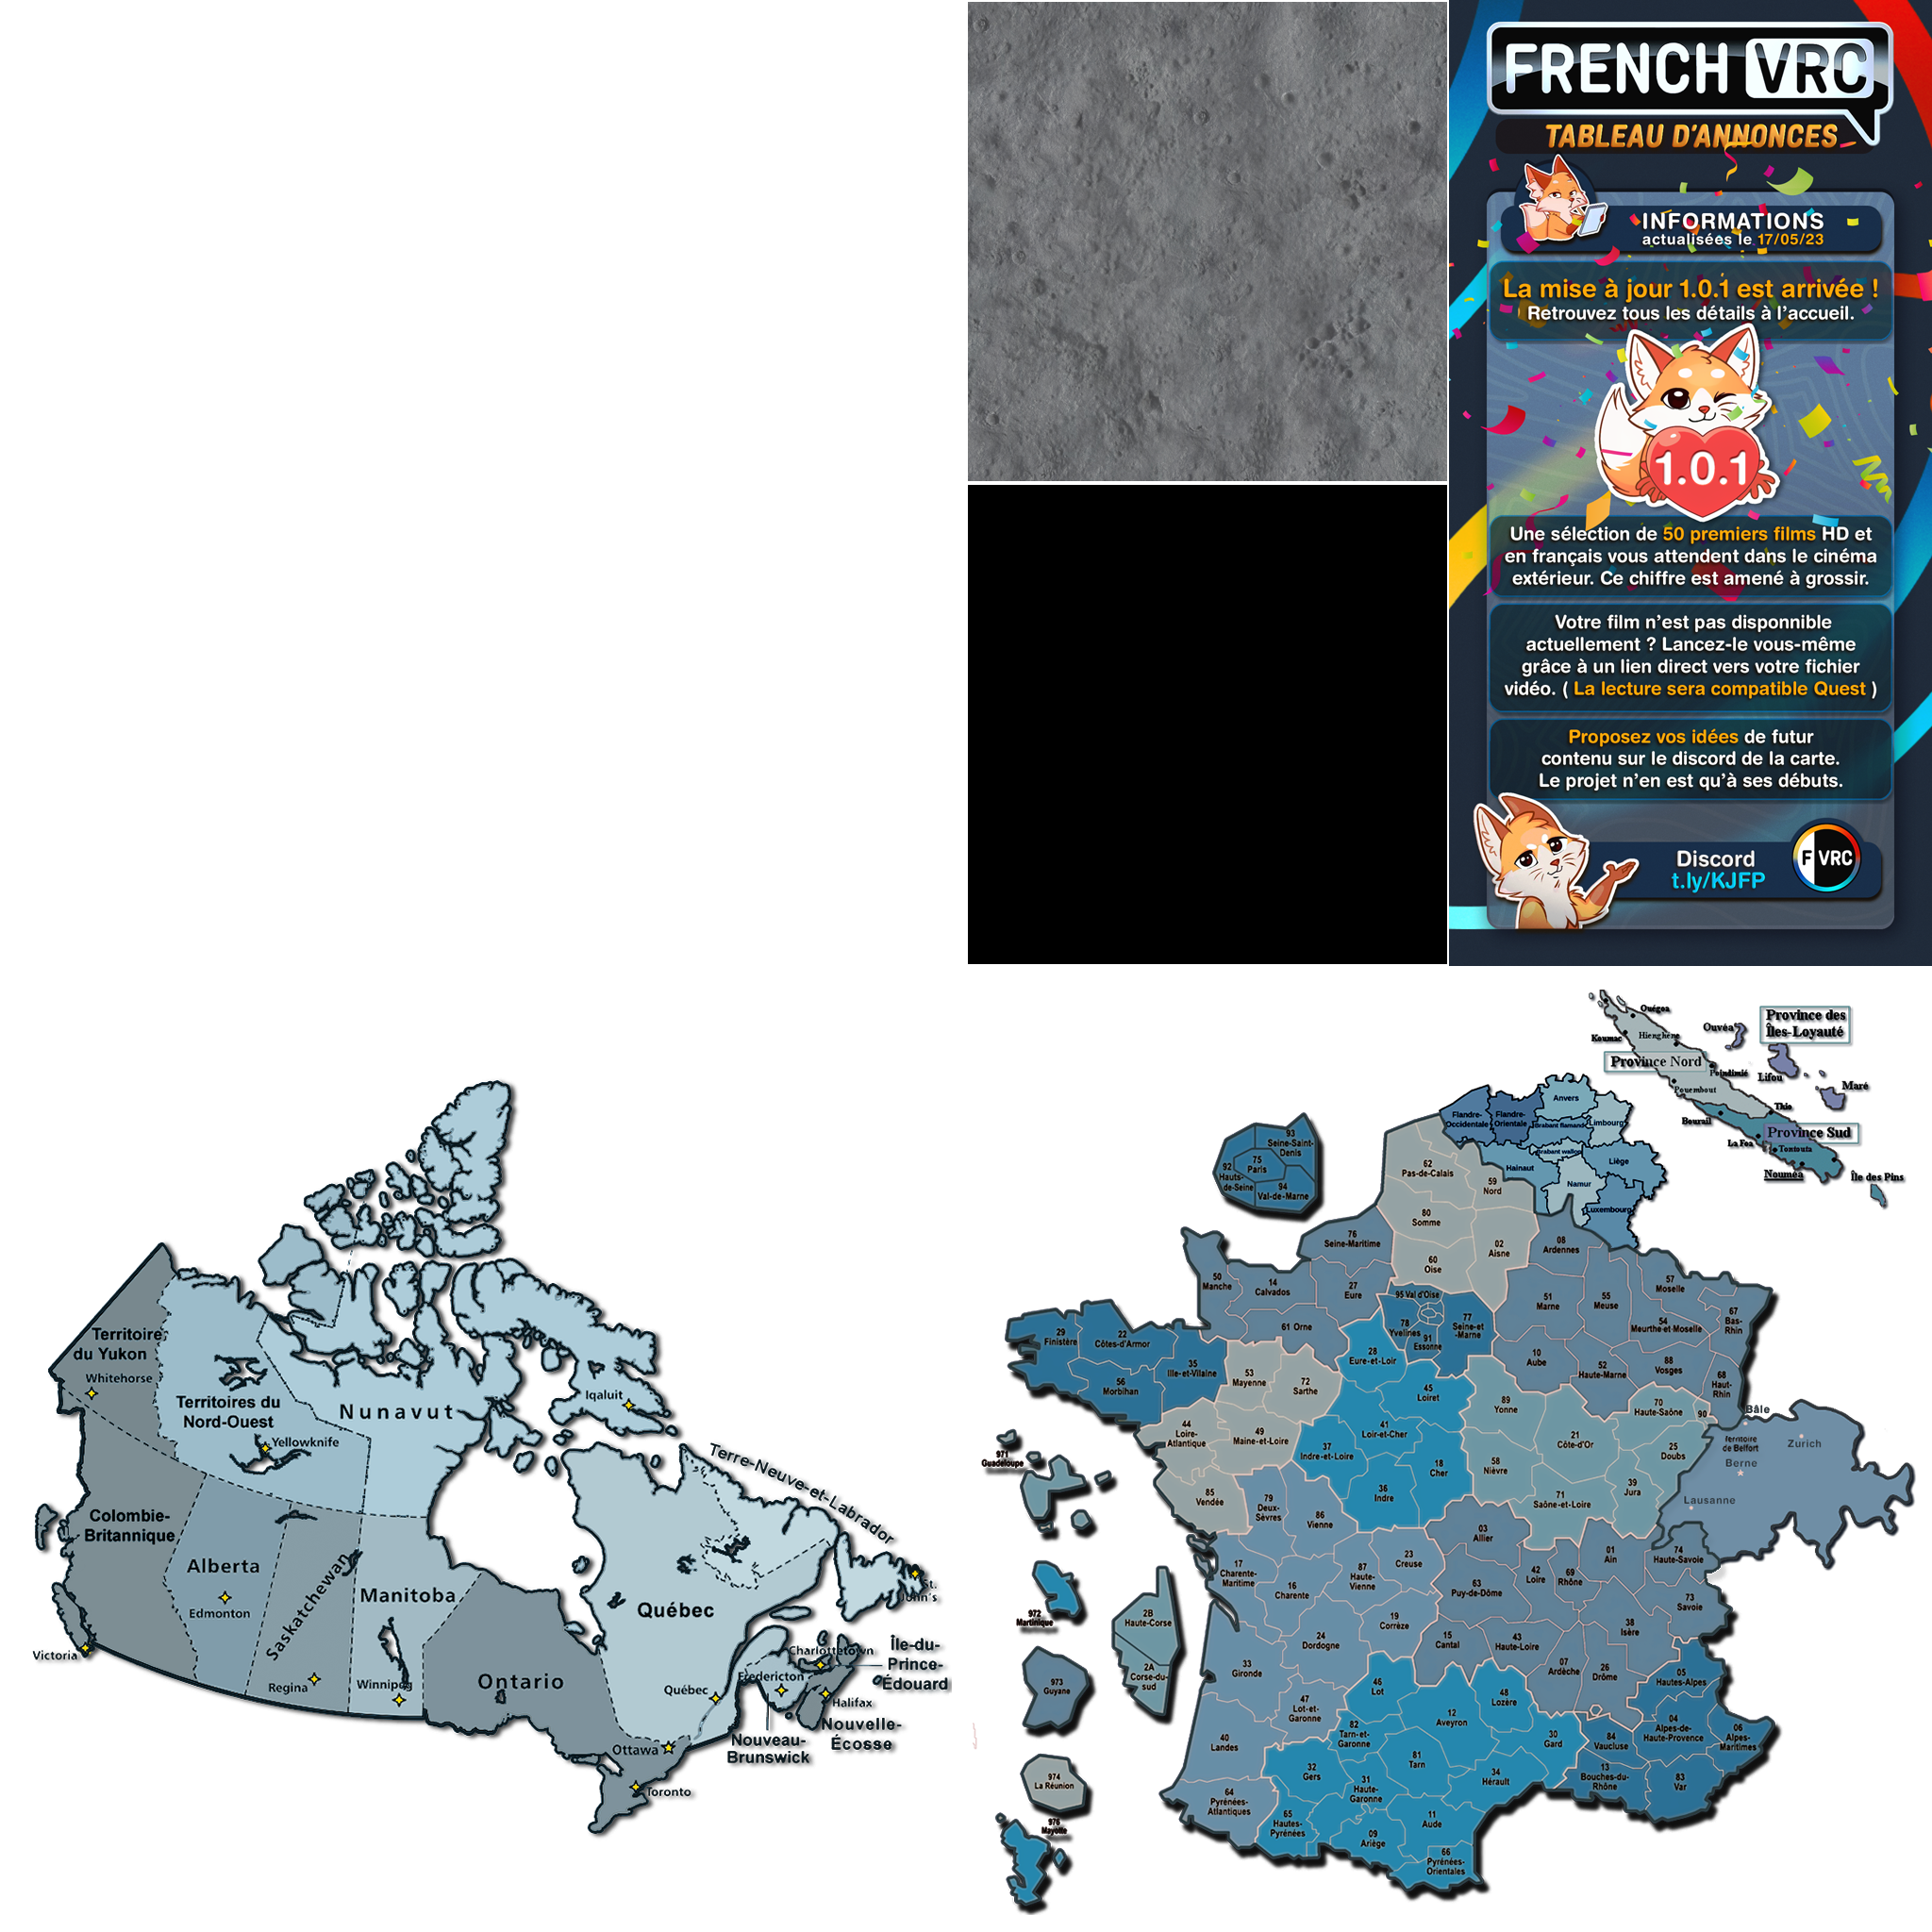 FRENCH VRC
TABLEAU D'ANNONCES
INFORMATIONS
actualisées le 17/05/23
La mise à jour 1.0.1 est arrivée !
Retrouvez tous les détails à l'accueil.
1.0.1
Une sélection de 50 premiers films HD et
en français vous attendent dans le cinéma
extérieur. Ce chiffre est amené à grossir.
Votre film n'est pas disponnible
actuellement ? Lancez-le vous-même
grâce à un lien direct vers votre fichier
vidéo. ( La lecture sera compatible Quest )
Proposez vos idées de futur
contenu sur le discord de la carte.
Le projet n'en est qu'à ses débuts.
Discord
t.ly/KJFP
F VRC
Territoire
du Yukon
Whitehorse
Territoires du
Nord-Ouest
Yellowknife
Nunavut
Iqaluit
Terre-Neuve-et-Labrador
St.
John's
Colombie-
Britannique
Victoria
Alberta
Edmonton
Saskatchewan
Regina
Manitoba
Winnipeg
Ontario
Ottawa
Toronto
Québec
Québec
Charlottetown
Île-du-
Prince-
Édouard
Fredericton
Halifax
Nouvelle-
Écosse
Nouveau-
Brunswick
Ouégoa
Koumac
Hienghène
Ouvéa
Province des
Îles-Loyauté
Province Nord
Poindimié
Lifou
Pouembout
Maré
Thio
Bourail
Province Sud
La Foa
Tontouta
Nouméa
Île des Pins
Flandre-
Occidentale
Flandre-
Orientale
Anvers
Brabant flamand
Limbourg
Brabant wallon
Hainaut
Liège
Namur
Luxembourg
93
Seine-Saint-
Denis
92
Hauts-
de-Seine
75
Paris
94
Val-de-Marne
62
Pas-de-Calais
59
Nord
80
Somme
02
Aisne
60
Oise
76
Seine-Maritime
08
Ardennes
50
Manche
14
Calvados
27
Eure
61 Orne
95 Val d'Oise
78
Yvelines
91
Essonne
77
Seine-et
-Marne
51
Marne
55
Meuse
57
Moselle
54
Meurthe-et-Moselle
67
Bas-
Rhin
10
Aube
52
Haute-Marne
88
Vosges
68
Haut-
Rhin
29
Finistère
22
Côtes-d'Armor
35
Ille-et-Vilaine
56
Morbihan
53
Mayenne
72
Sarthe
28
Eure-et-Loir
45
Loiret
89
Yonne
70
Haute-Saône
90
Territoire
de Belfort
44
Loire-
Atlantique
49
Maine-et-Loire
41
Loir-et-Cher
37
Indre-et-Loire
18
Cher
36
Indre
58
Nièvre
21
Côte-d'Or
25
Doubs
39
Jura
71
Saône-et-Loire
Bâle
Zurich
Berne
Lausanne
85
Vendée
79
Deux-
Sèvres
86
Vienne
03
Allier
01
Ain
74
Haute-Savoie
17
Charente-
Maritime
16
Charente
87
Haute-
Vienne
23
Creuse
63
Puy-de-Dôme
42
Loire
69
Rhône
73
Savoie
19
Corrèze
38
Isère
24
Dordogne
15
Cantal
43
Haute-Loire
33
Gironde
07
Ardèche
26
Drôme
05
Hautes-Alpes
46
Lot
48
Lozère
47
Lot-et-
Garonne
12
Aveyron
82
Tarn-et-
Garonne
30
Gard
84
Vaucluse
04
Alpes-de-
Haute-Provence
06
Alpes-
Maritimes
40
Landes
32
Gers
81
Tarn
31
Haute-
Garonne
34
Hérault
13
Bouches-du-
Rhône
83
Var
64
Pyrénées-
Atlantiques
65
Hautes-
Pyrénées
11
Aude
09
Ariège
66
Pyrénées-
Orientales
971
Guadeloupe
972
Martinique
973
Guyane
974
La Réunion
976
Mayotte
2B
Haute-Corse
2A
Corse-du-
sud